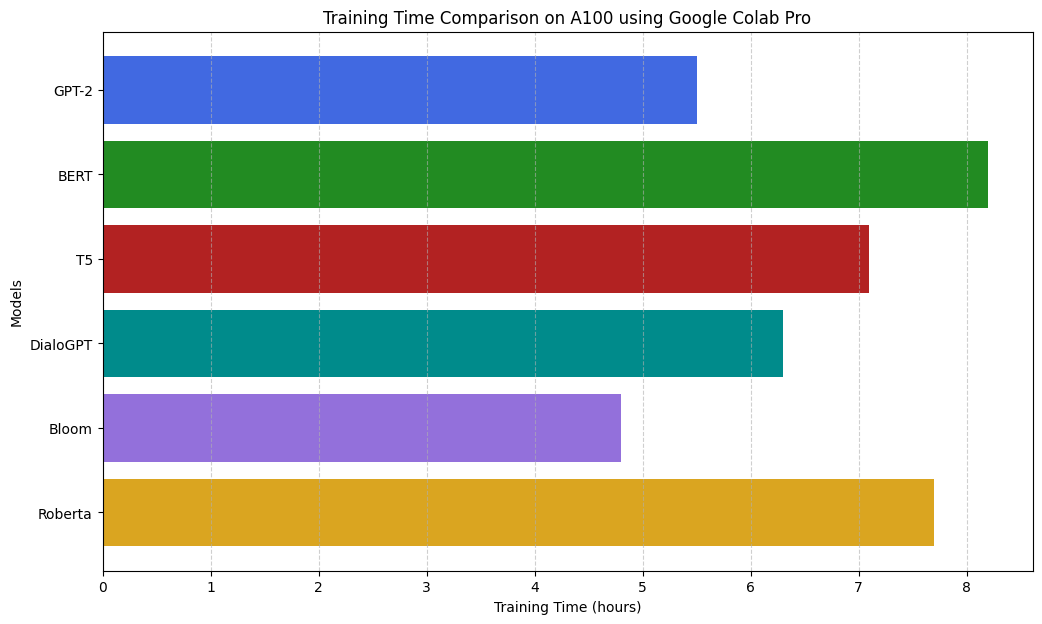 Training Time Comparison on A100 using Google Colab Pro
Models
GPT-2
BERT
T5
DialoGPT
Bloom
Roberta
0 1 2 3 4 5 6 7 8
Training Time (hours)